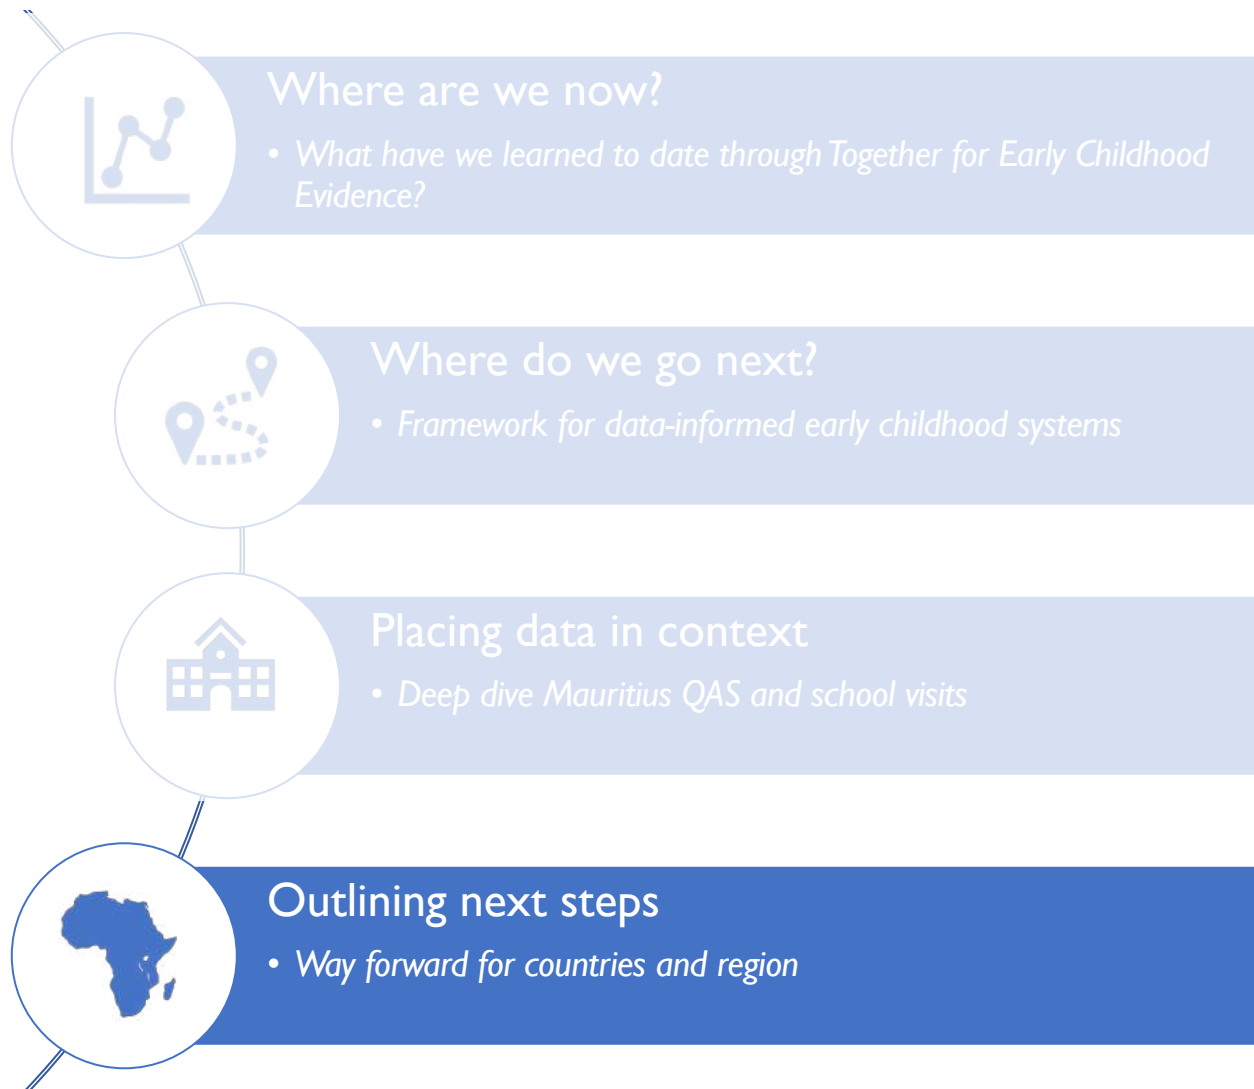 Where are we now?
• What have we learned to date through Together for Early Childhood
Evidence?
Where do we go next?
• Framework for data-informed early childhood systems
Placing data in context
• Deep dive Mauritius QAS and school visits
Outlining next steps
• Way forward for countries and region